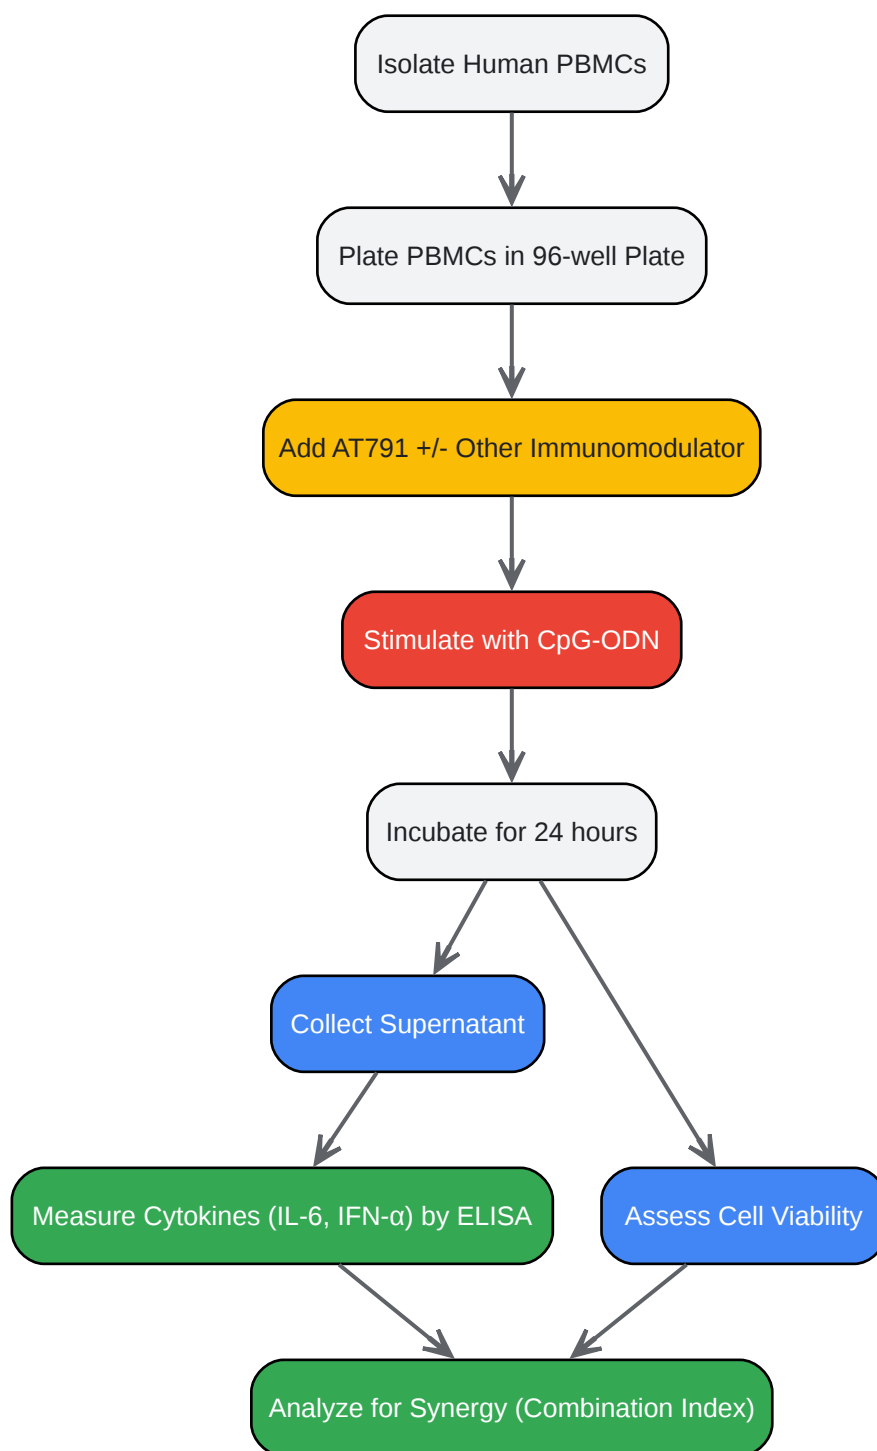 Isolate Human PBMCs
Plate PBMCs in 96-well Plate
Add AT791 +/- Other Immunomodulator
Stimulate with CpG-ODN
Incubate for 24 hours
Collect Supernatant
Measure Cytokines (IL-6, IFN-α) by ELISA
Assess Cell Viability
Analyze for Synergy (Combination Index)